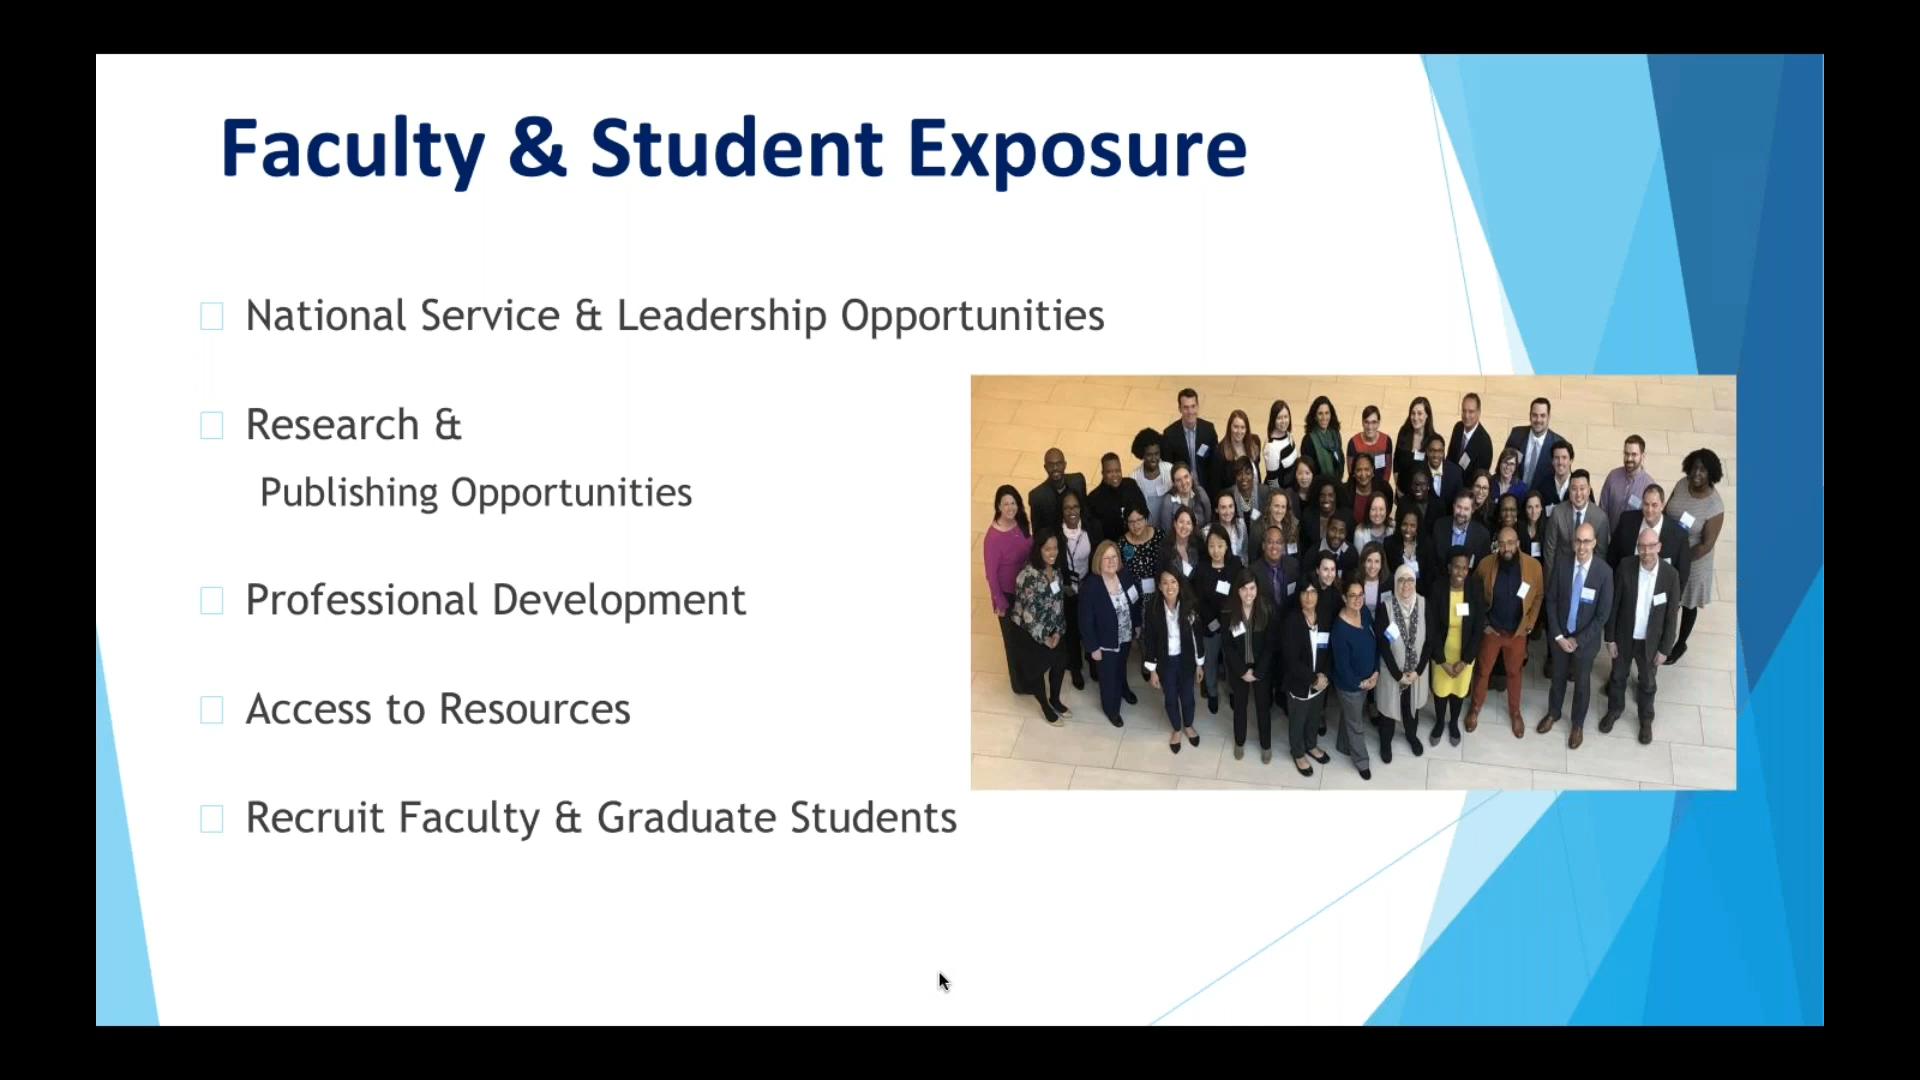 Faculty & Student Exposure
National Service & Leadership Opportunities
Research &
Publishing Opportunities
Professional Development
Access to Resources
Recruit Faculty & Graduate Students